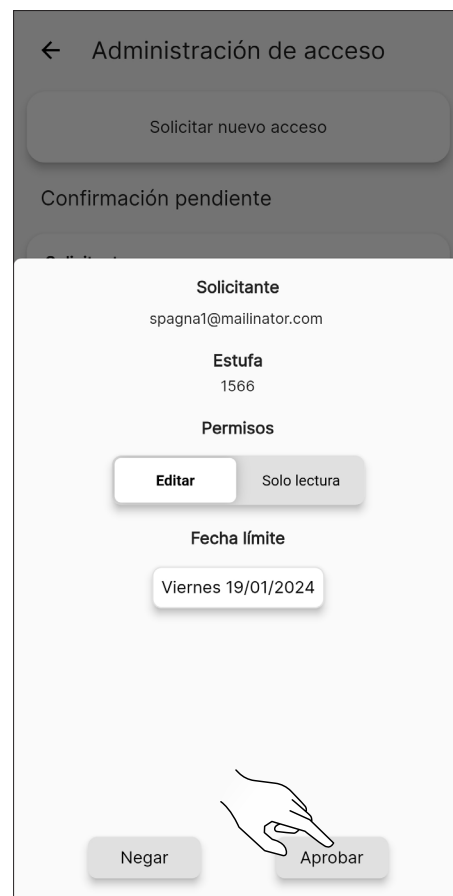 Administración de acceso
Solicitar nuevo acceso
Confirmación pendiente
Solicitante
spagna1@mailinator.com
Estufa
1566
Permisos
Editar
Solo lectura
Fecha límite
Viernes 19/01/2024
Negar
Aprobar